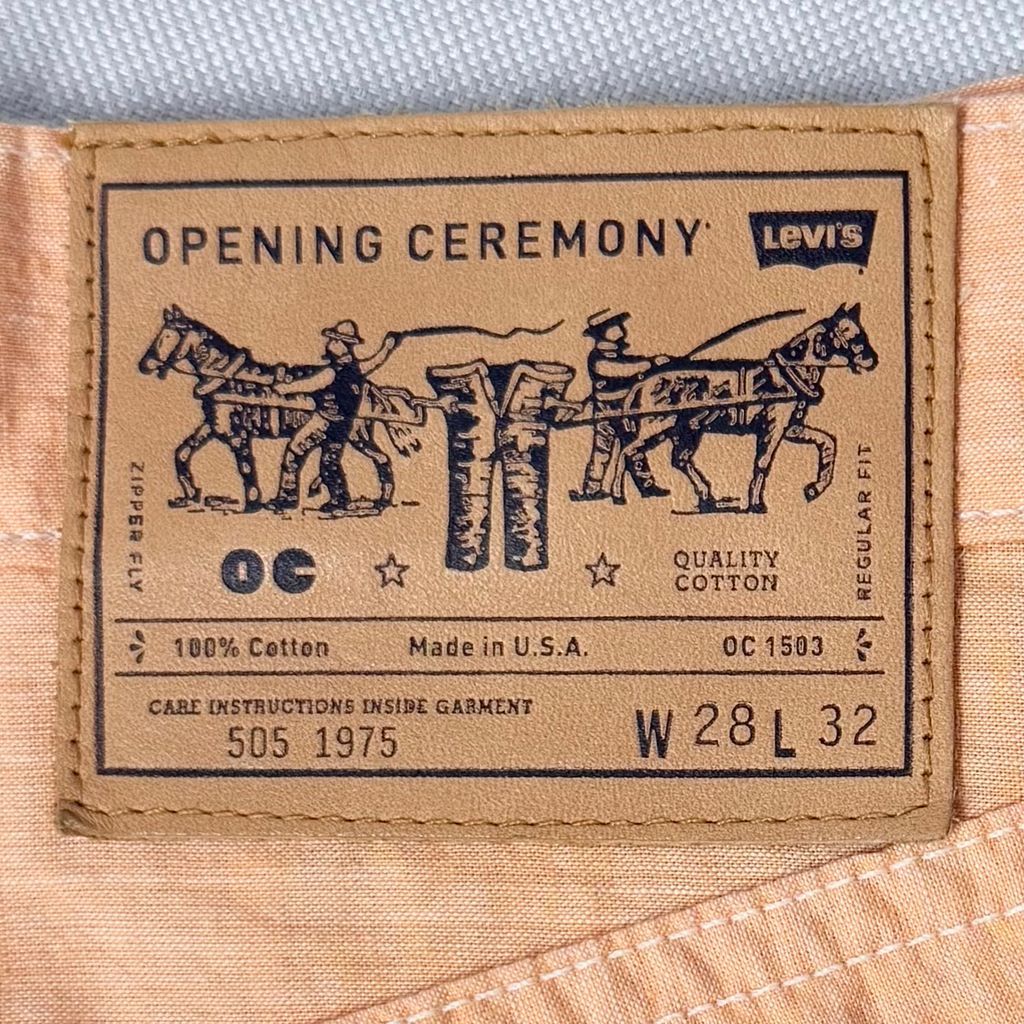 OPENING CEREMONY
LEVI'S
ZIPPER FLY
REGULAR FIT
OC ☆ ☆ QUALITY
COTTON
100% Cotton Made in U.S.A. OC 1503
CARE INSTRUCTIONS INSIDE GARMENT
505 1975 W 28 L 32